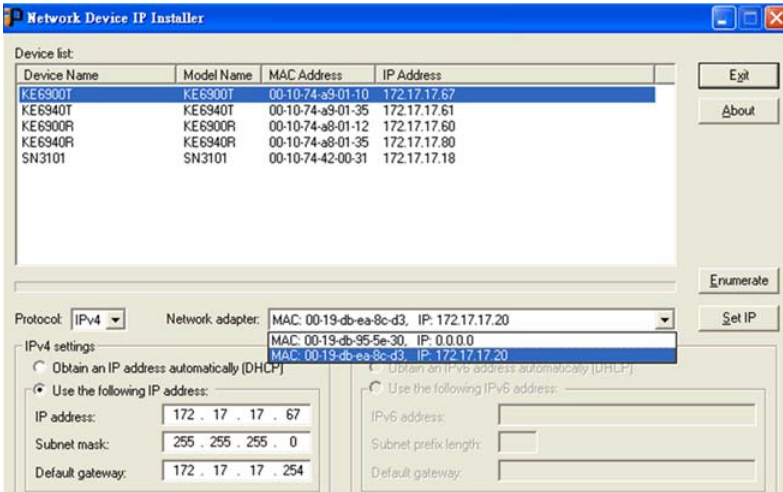 Network Device IP Installer
Device list:
Device Name Model Name MAC Address IP Address
KE6900T KE6900T 00-10-74-a9-01-10 172.17.17.67
KE6940T KE6940T 00-10-74-a9-01-35 172.17.17.61
KE6900R KE6900R 00-10-74-a8-01-12 172.17.17.60
KE6940R KE6940R 00-10-74-a8-01-35 172.17.17.80
SN3101 SN3101 00-10-74-42-00-31 172.17.17.18
Exit
About
Enumerate
Protocol: IPv4 Network adapter: MAC: 00-19-db-ea-8c-d3, IP: 172.17.17.20 Set IP
MAC: 00-19-db-95-5e-30, IP: 0.0.0.0
MAC: 00-19-db-ea-8c-d3, IP: 172.17.17.20
IPv4 settings
Obtain an IP address automatically (DHCP) Obtain an IPv6 address automatically (DHCP)
Use the following IP address: Use the following IPv6 address:
IP address: 172 . 17 . 17 . 67 IPv6 address:
Subnet mask: 255 . 255 . 255 . 0 Subnet prefix length:
Default gateway: 172 . 17 . 17 . 254 Default gateway: